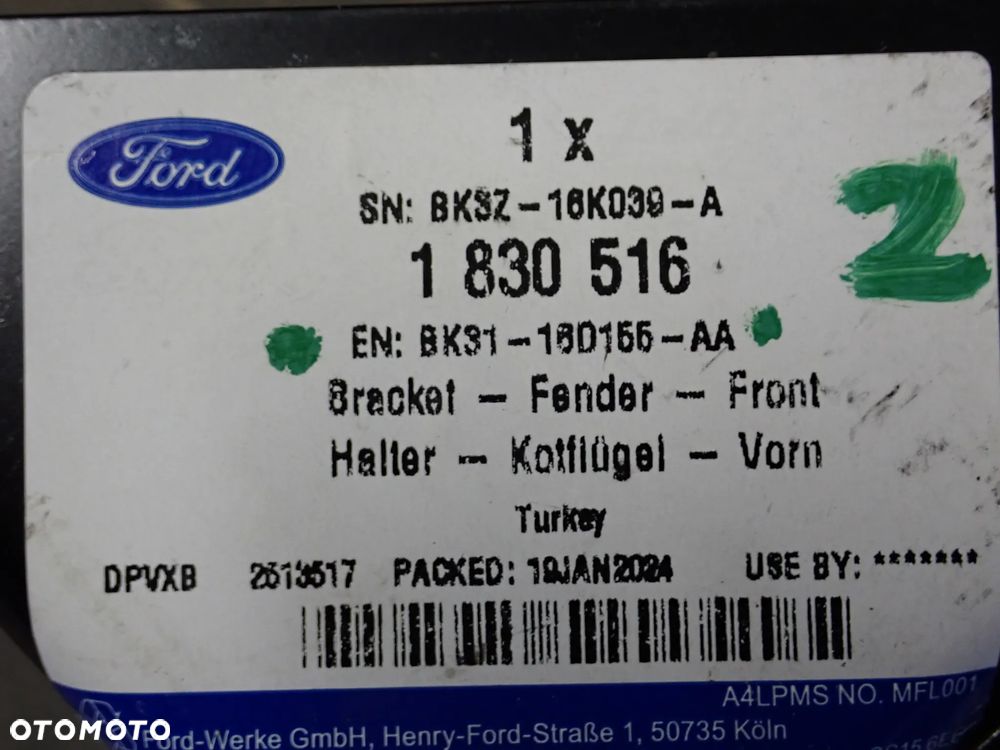 Ford
1 x
SN: BK3Z-16K039-A
1 830 516
2
EN: BK31-16D155-AA
Bracket - Fender - Front
Halter - Kotflügel - Vorn
Turkey
DPVXB 2613517 PACKED: 19JAN2024 USE BY: *******
A4LPMS NO. MFL001
Ford-Werke GmbH, Henry-Ford-Straße 1, 50735 Köln
OTOMOTO